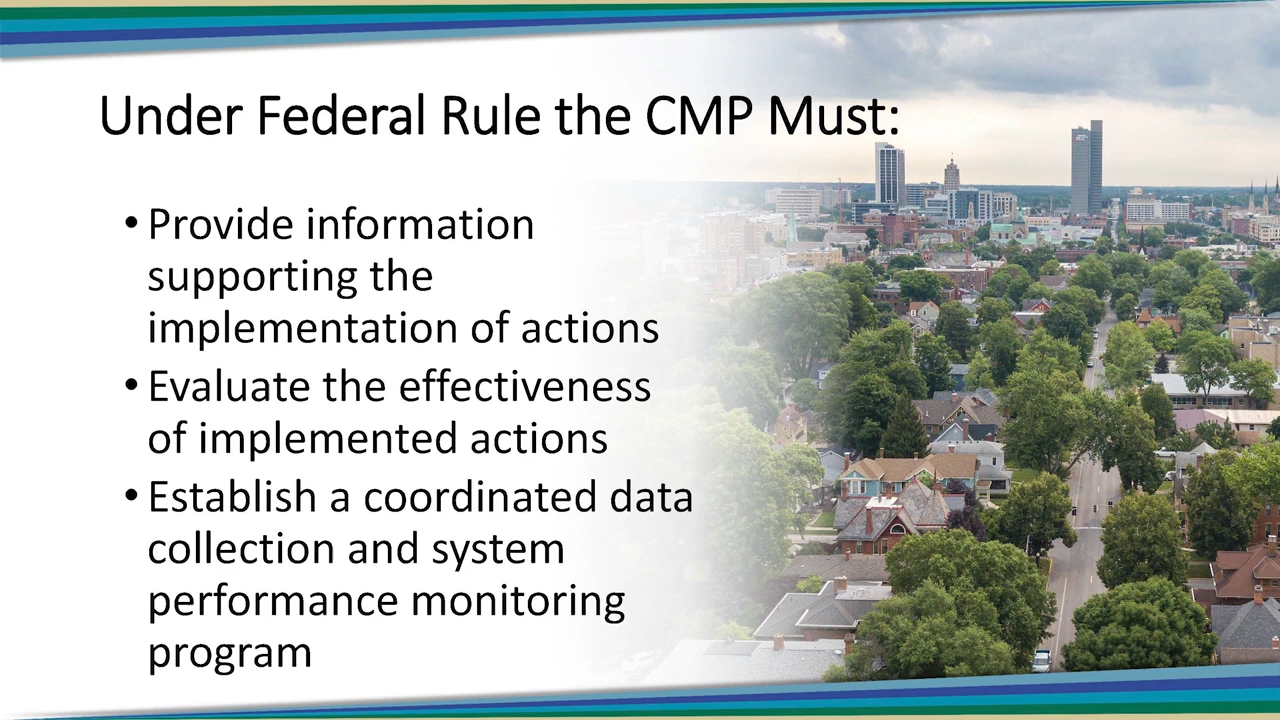 Under Federal Rule the CMP Must:
• Provide information
supporting the
implementation of actions
• Evaluate the effectiveness
of implemented actions
• Establish a coordinated data
collection and system
performance monitoring
program